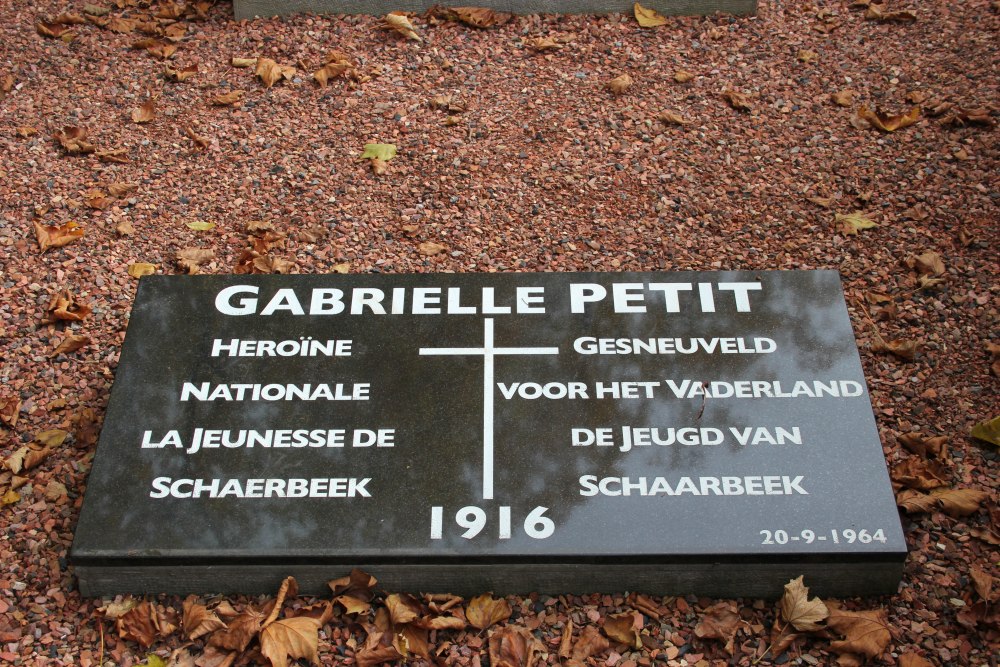 GABRIELLE PETIT
HEROÏNE
NATIONALE
LA JEUNESSE DE
SCHAERBEEK
GESNEUVELD
VOOR HET VADERLAND
DE JEUGD VAN
SCHAARBEEK
1916
20-9-1964